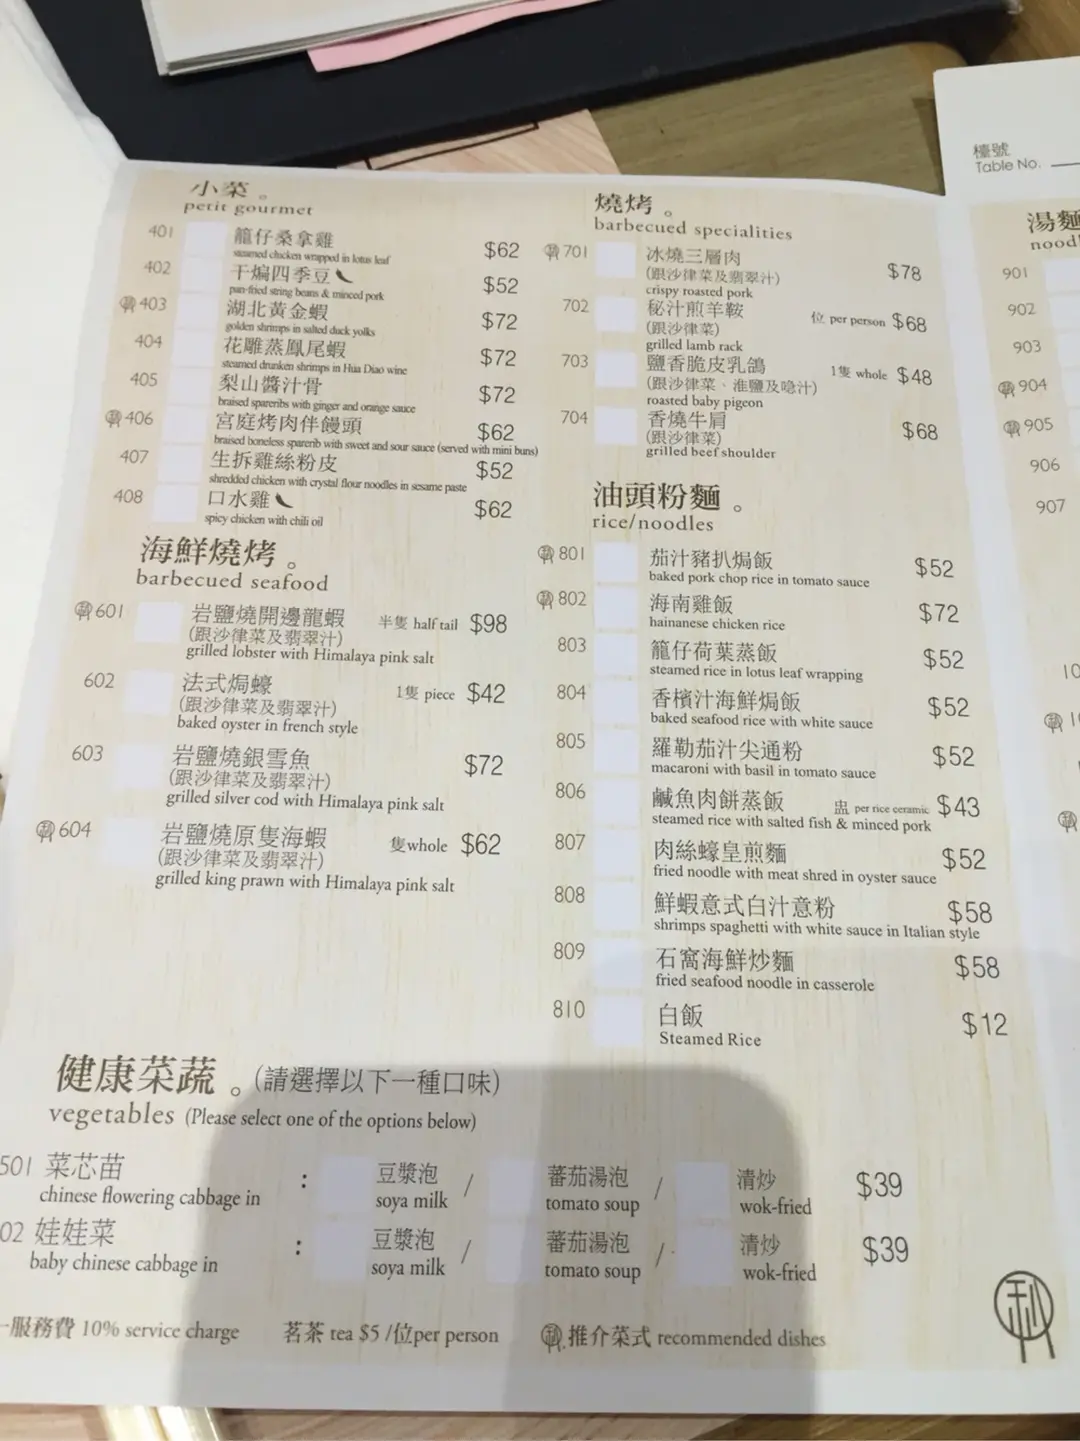 檯號
Table No.
小菜。
petit gourmet
401 籠仔桑拿雞 $62
steamed chicken wrapped in lotus leaf
402 干煸四季豆 $52
pan-fried string beans & minced pork
403 湖北黃金蝦 $72
golden shrimps in salted duck yolks
404 花雕蒸鳳尾蝦 $72
steamed drunken shrimps in Hua Diao wine
405 梨山醬汁骨 $72
braised spareribs with ginger and orange sauce
406 宮庭烤肉伴饅頭 $62
braised boneless sparerib with sweet and sour sauce (served with mini buns)
407 生拆雞絲粉皮 $52
shredded chicken with crystal flour noodles in sesame paste
408 口水雞 $62
spicy chicken with chili oil
海鮮燒烤。
barbecued seafood
601 岩鹽燒開邊龍蝦 半隻 half tail $98
(跟沙律菜及翡翠汁)
grilled lobster with Himalaya pink salt
602 法式焗蠔 1隻 piece $42
(跟沙律菜及翡翠汁)
baked oyster in french style
603 岩鹽燒銀雪魚 $72
(跟沙律菜及翡翠汁)
grilled silver cod with Himalaya pink salt
604 岩鹽燒原隻海蝦 隻whole $62
(跟沙律菜及翡翠汁)
grilled king prawn with Himalaya pink salt
燒烤。
barbecued specialities
701 冰燒三層肉 $78
(跟沙律菜及翡翠汁)
crispy roasted pork
702 秘汁煎羊鞍 位 per person $68
(跟沙律菜)
grilled lamb rack
703 鹽香脆皮乳鴿 1隻 whole $48
(跟沙律菜、淮鹽及喼汁)
roasted baby pigeon
704 香燒牛肩 $68
(跟沙律菜)
grilled beef shoulder
油頭粉麵。
rice/noodles
801 茄汁豬扒焗飯 $52
baked pork chop rice in tomato sauce
802 海南雞飯 $72
hainanese chicken rice
803 籠仔荷葉蒸飯 $52
steamed rice in lotus leaf wrapping
804 香檳汁海鮮焗飯 $52
baked seafood rice with white sauce
805 羅勒茄汁尖通粉 $52
macaroni with basil in tomato sauce
806 鹹魚肉餅蒸飯 盅 per rice ceramic $43
steamed rice with salted fish & minced pork
807 肉絲蠔皇煎麵 $52
fried noodle with meat shred in oyster sauce
808 鮮蝦意式白汁意粉 $58
shrimps spaghetti with white sauce in Italian style
809 石窩海鮮炒麵 $58
fried seafood noodle in casserole
810 白飯 $12
Steamed Rice
湯麵
901
902
903
904
905
906
907
健康菜蔬。(請選擇以下一種口味)
vegetables (Please select one of the options below)
501 菜芯苗 : 豆漿泡 / 蕃茄湯泡 / 清炒 $39
chinese flowering cabbage in soya milk tomato soup wok-fried
02 娃娃菜 : 豆漿泡 / 蕃茄湯泡 / 清炒 $39
baby chinese cabbage in soya milk tomato soup wok-fried
一服務費 10% service charge 茗茶 tea $5 /位per person 推介菜式 recommended dishes